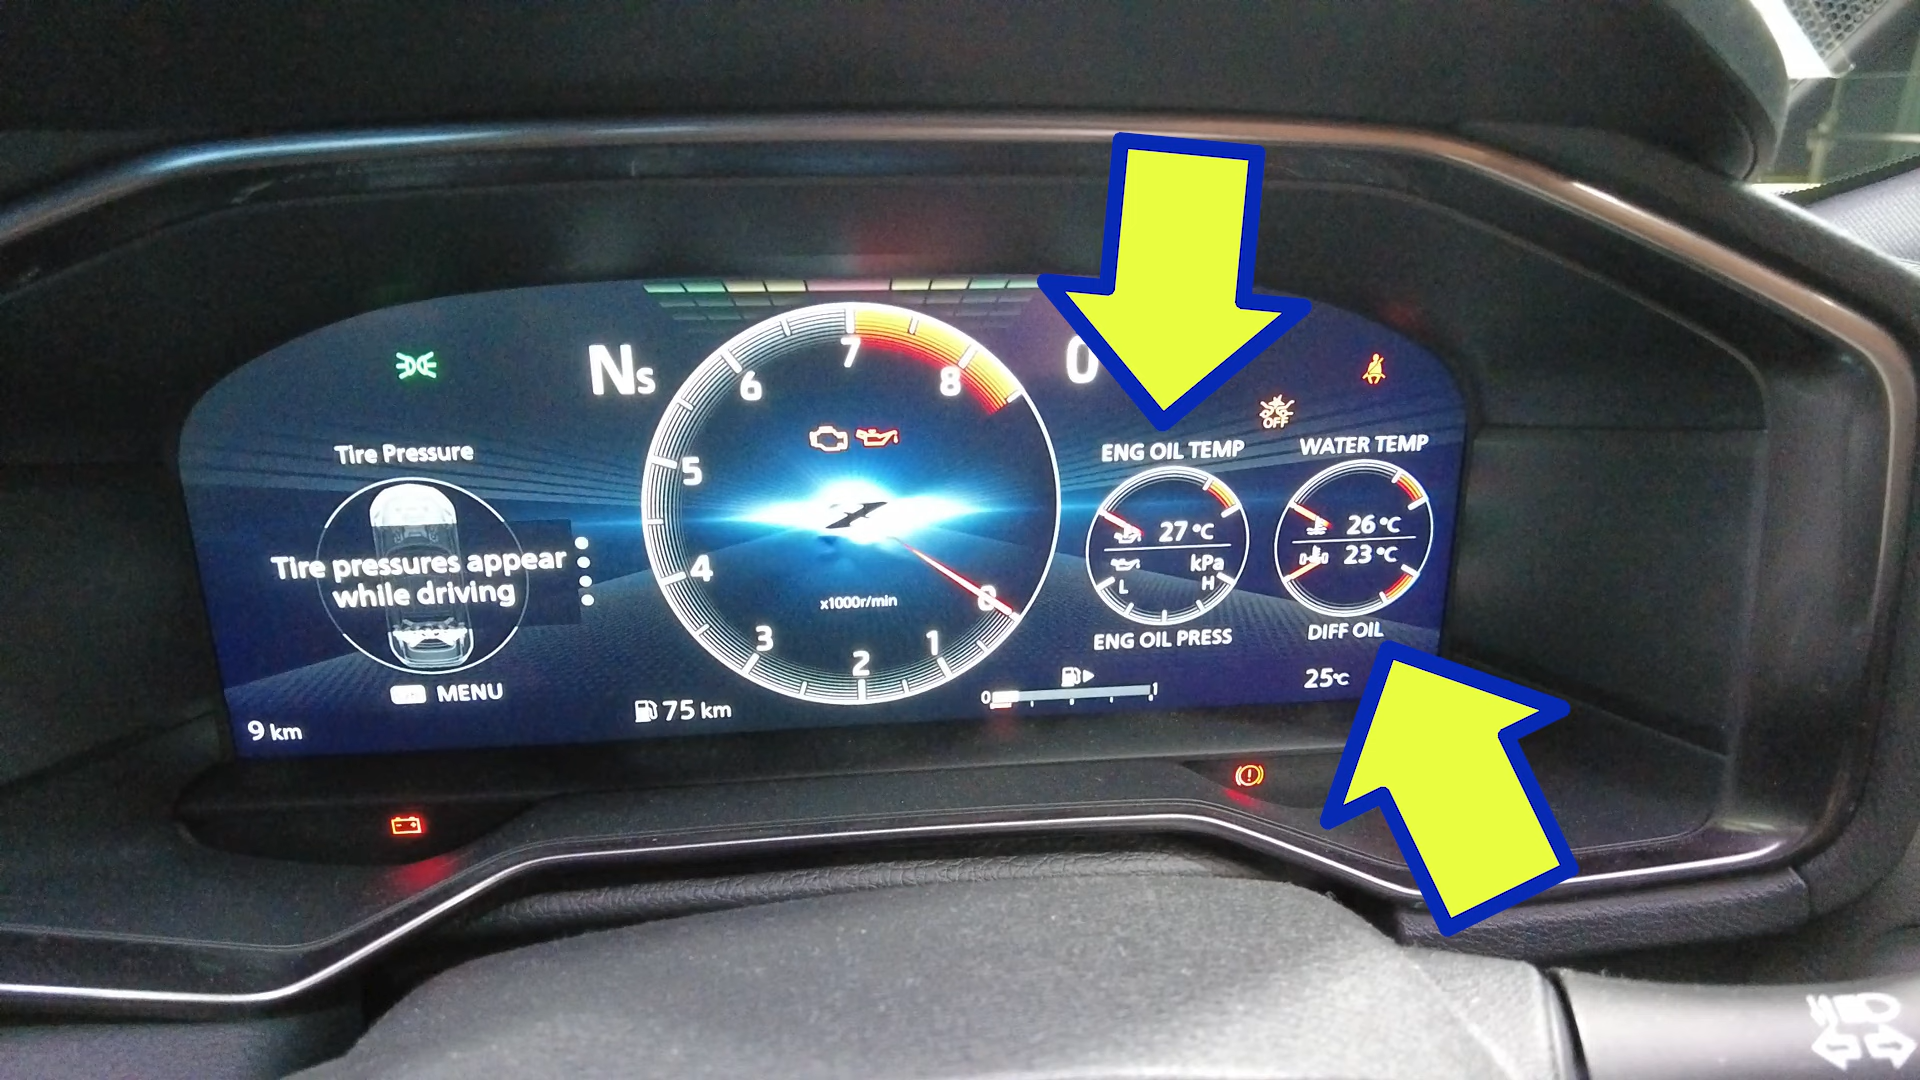 Ns
0
7
6
8
5
4
3
2
1
0
x1000r/min
OFF
Tire Pressure
Tire pressures appear
while driving
MENU
9 km
75 km
ENG OIL TEMP
27 °C
kPa
L
H
ENG OIL PRESS
WATER TEMP
26 °C
23 °C
DIFF OIL
0
1
25°C